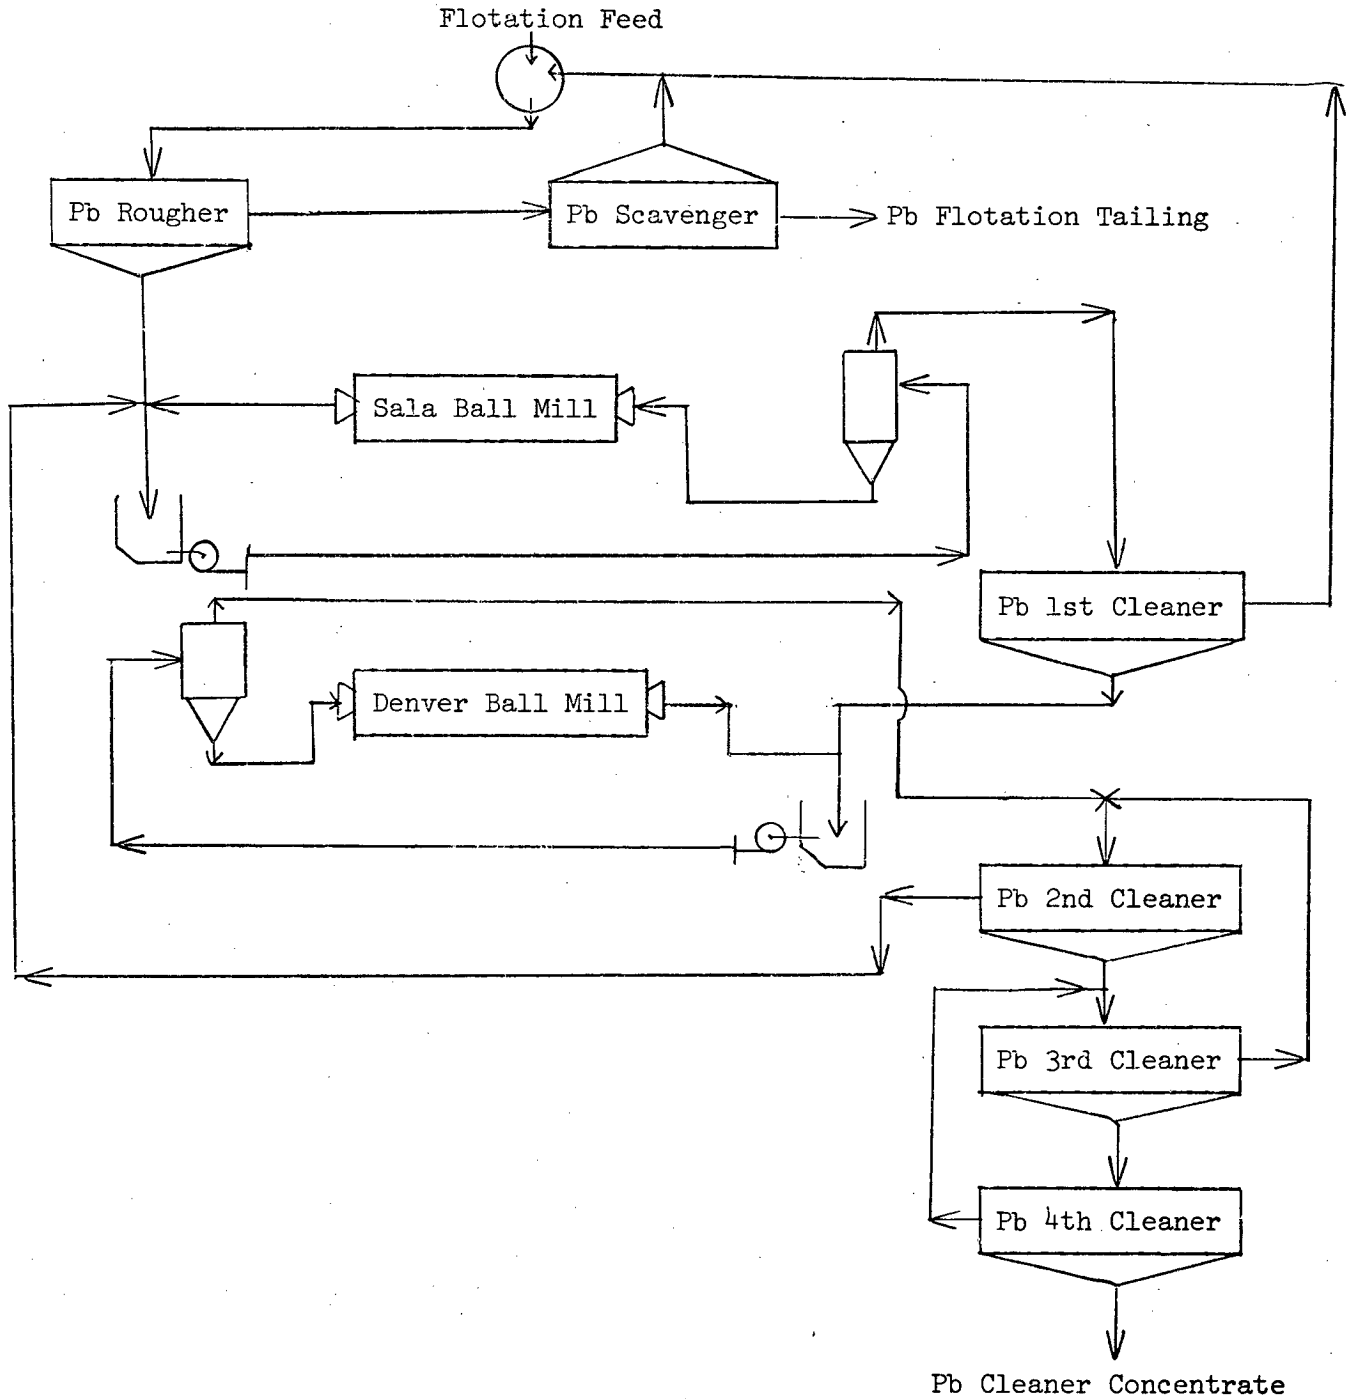 Flotation Feed
Pb Rougher
Pb Scavenger
Pb Flotation Tailing
Sala Ball Mill
Pb 1st Cleaner
Denver Ball Mill
Pb 2nd Cleaner
Pb 3rd Cleaner
Pb 4th Cleaner
Pb Cleaner Concentrate